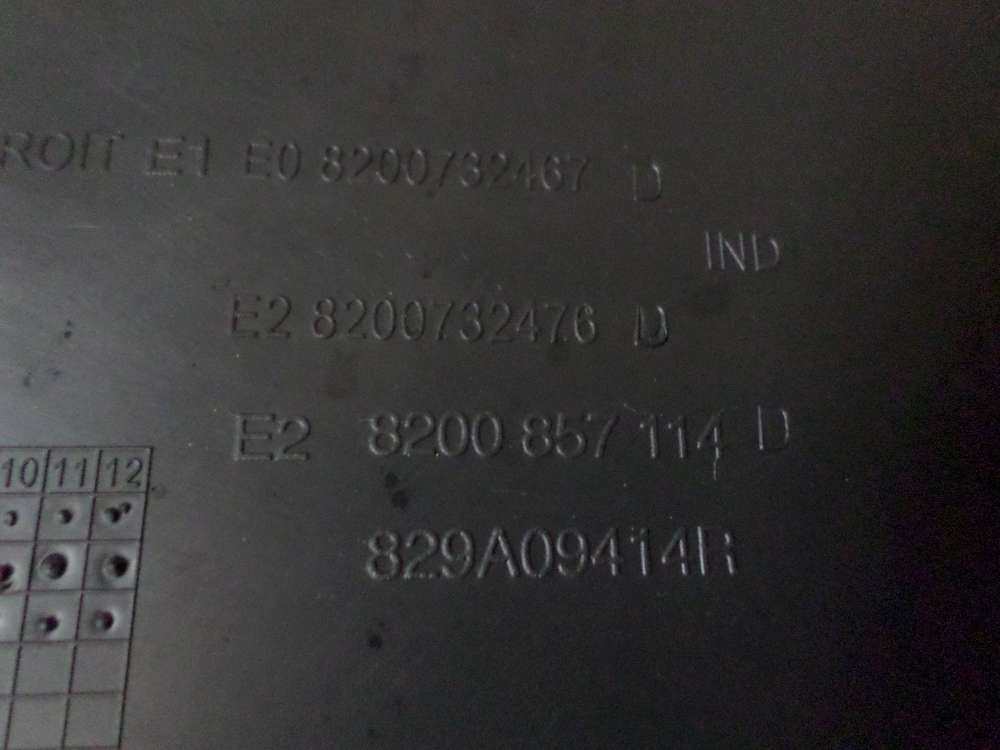 ROIT E1 E0 8200732467 D
IND
E2 8200732476 D
E2 8200 857 114 D
10 11 12
829A09414R